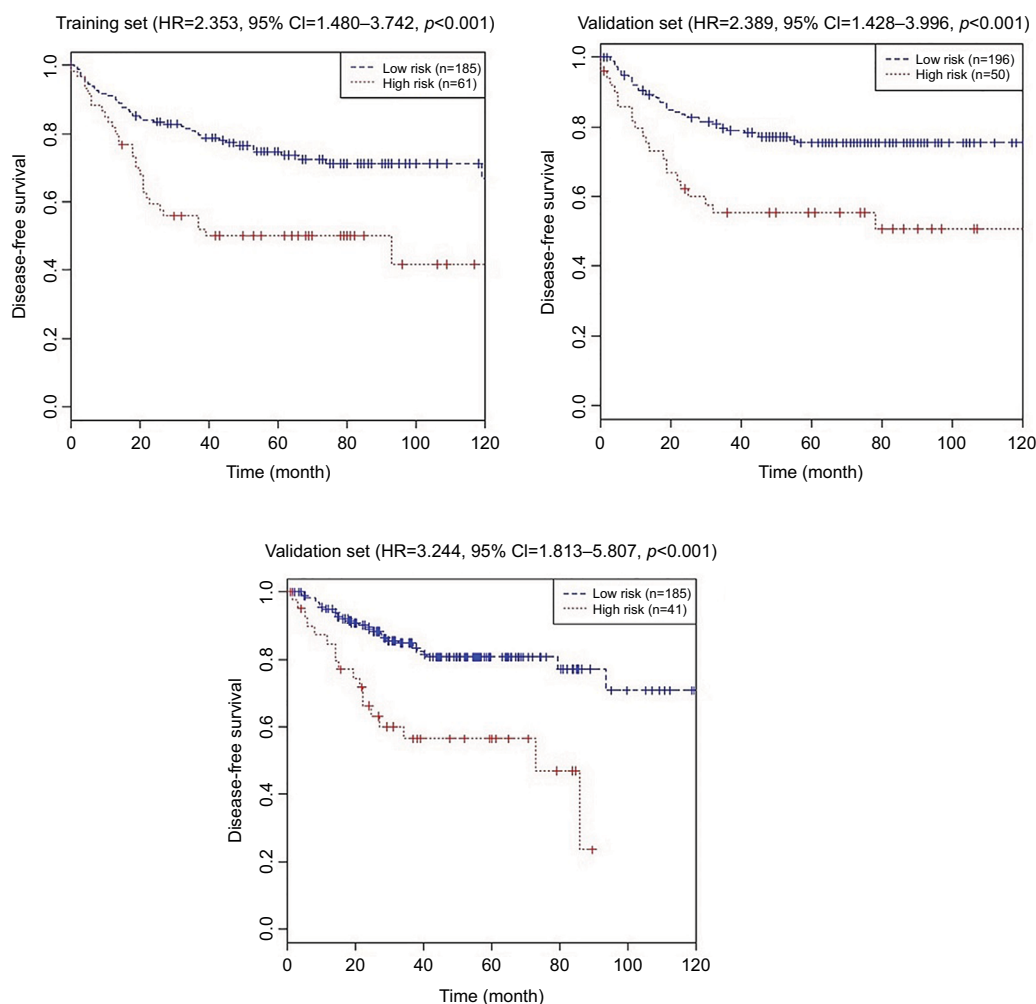 Training set (HR=2.353, 95% CI=1.480–3.742, p<0.001)
Low risk (n=185)
High risk (n=61)
Disease-free survival
1.0
0.8
0.6
0.4
0.2
0.0
0 20 40 60 80 100 120
Time (month)
Validation set (HR=2.389, 95% CI=1.428–3.996, p<0.001)
Low risk (n=196)
High risk (n=50)
Disease-free survival
1.0
0.8
0.6
0.4
0.2
0.0
0 20 40 60 80 100 120
Time (month)
Validation set (HR=3.244, 95% CI=1.813–5.807, p<0.001)
Low risk (n=185)
High risk (n=41)
Disease-free survival
1.0
0.8
0.6
0.4
0.2
0.0
0 20 40 60 80 100 120
Time (month)